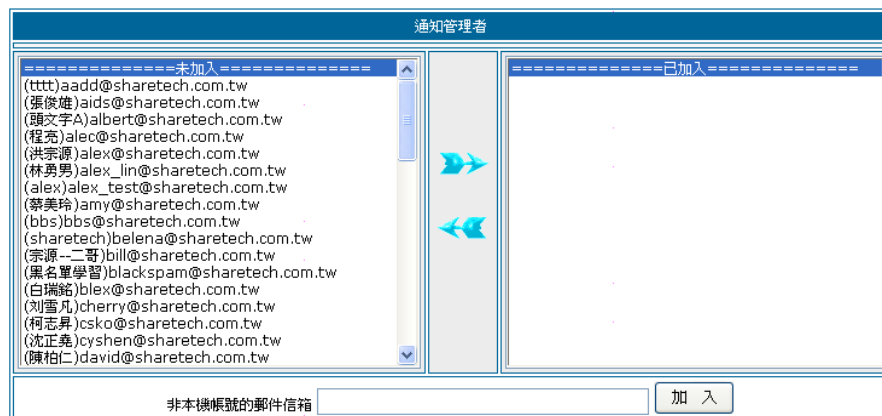 通知管理者
==============未加入==============
(tttt)aadd@sharetech.com.tw
(張俊雄)aids@sharetech.com.tw
(頭文字A)albert@sharetech.com.tw
(程亮)alec@sharetech.com.tw
(洪宗源)alex@sharetech.com.tw
(林勇男)alex_lin@sharetech.com.tw
(alex)alex_test@sharetech.com.tw
(蔡美玲)amy@sharetech.com.tw
(bbs)bbs@sharetech.com.tw
(sharetech)belena@sharetech.com.tw
(宗源--二哥)bill@sharetech.com.tw
(黑名單學習)blackspam@sharetech.com.tw
(白瑞銘)blex@sharetech.com.tw
(刘雪凡)cherry@sharetech.com.tw
(柯志昇)csko@sharetech.com.tw
(沈正堯)cyshen@sharetech.com.tw
(陳柏仁)david@sharetech.com.tw
==============已加入==============
非本機帳號的郵件信箱
加 入